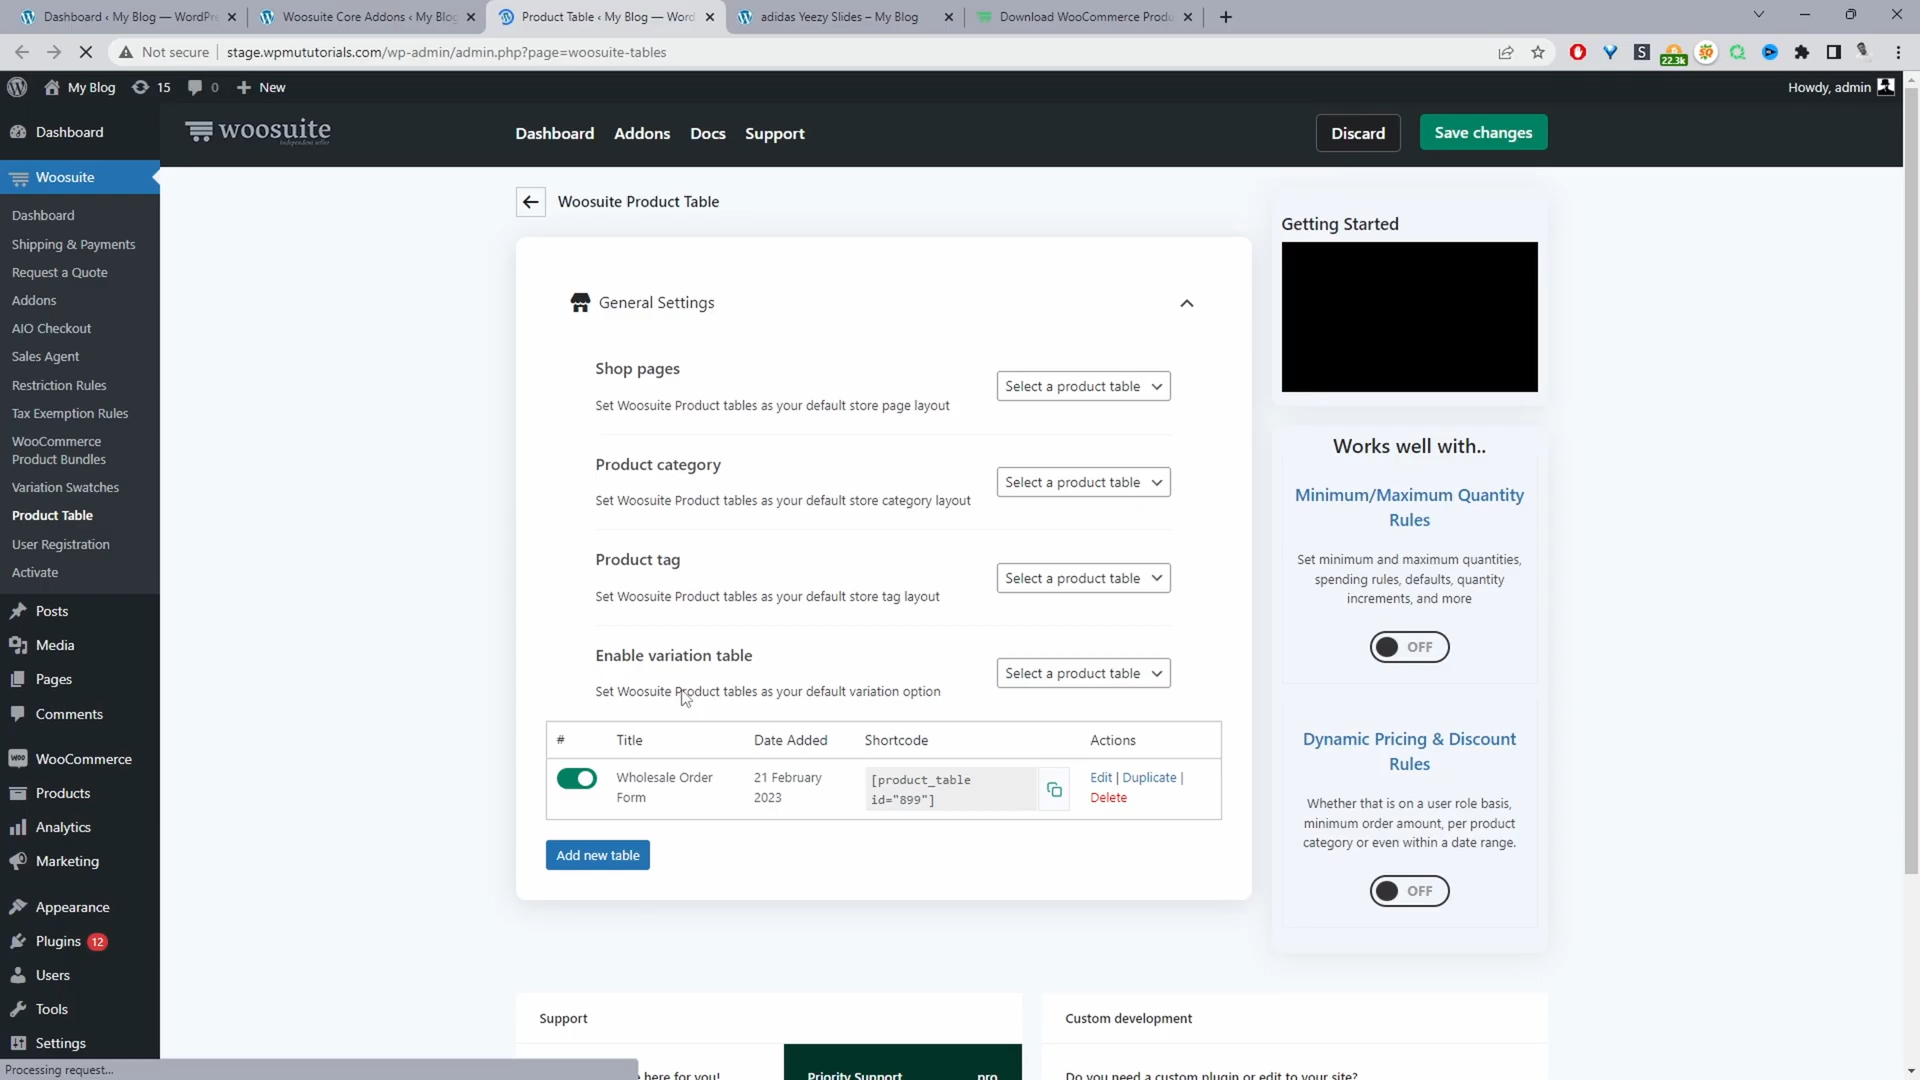 Dashboard ‹ My Blog — WordPre
Woosuite Core Addons ‹ My Blog
Product Table ‹ My Blog — Word
adidas Yeezy Slides – My Blog
Download WooCommerce Produ
Not secure
stage.wpmututorials.com/wp-admin/admin.php?page=woosuite-tables
22.3k
My Blog
15
0
New
Howdy, admin
Dashboard
woosuite
Dashboard
Addons
Docs
Support
Discard
Save changes
Woosuite
Dashboard
Shipping & Payments
Request a Quote
Addons
AIO Checkout
Sales Agent
Restriction Rules
Tax Exemption Rules
WooCommerce
Product Bundles
Variation Swatches
Product Table
User Registration
Activate
Posts
Media
Pages
Comments
WooCommerce
Products
Analytics
Marketing
Appearance
Plugins 12
Users
Tools
Settings
Processing request...
Woosuite Product Table
General Settings
Shop pages
Set Woosuite Product tables as your default store page layout
Select a product table
Product category
Set Woosuite Product tables as your default store category layout
Select a product table
Product tag
Set Woosuite Product tables as your default store tag layout
Select a product table
Enable variation table
Set Woosuite Product tables as your default variation option
Select a product table
# Title Date Added Shortcode Actions
Wholesale Order
Form
21 February
2023
[product_table
id="899"]
Edit | Duplicate |
Delete
Add new table
Getting Started
Works well with..
Minimum/Maximum Quantity
Rules
Set minimum and maximum quantities,
spending rules, defaults, quantity
increments, and more
OFF
Dynamic Pricing & Discount
Rules
Whether that is on a user role basis,
minimum order amount, per product
category or even within a date range.
OFF
Support
here for you!
Priority Support
pro
Custom development
Do you need a custom plugin or edit to your site?